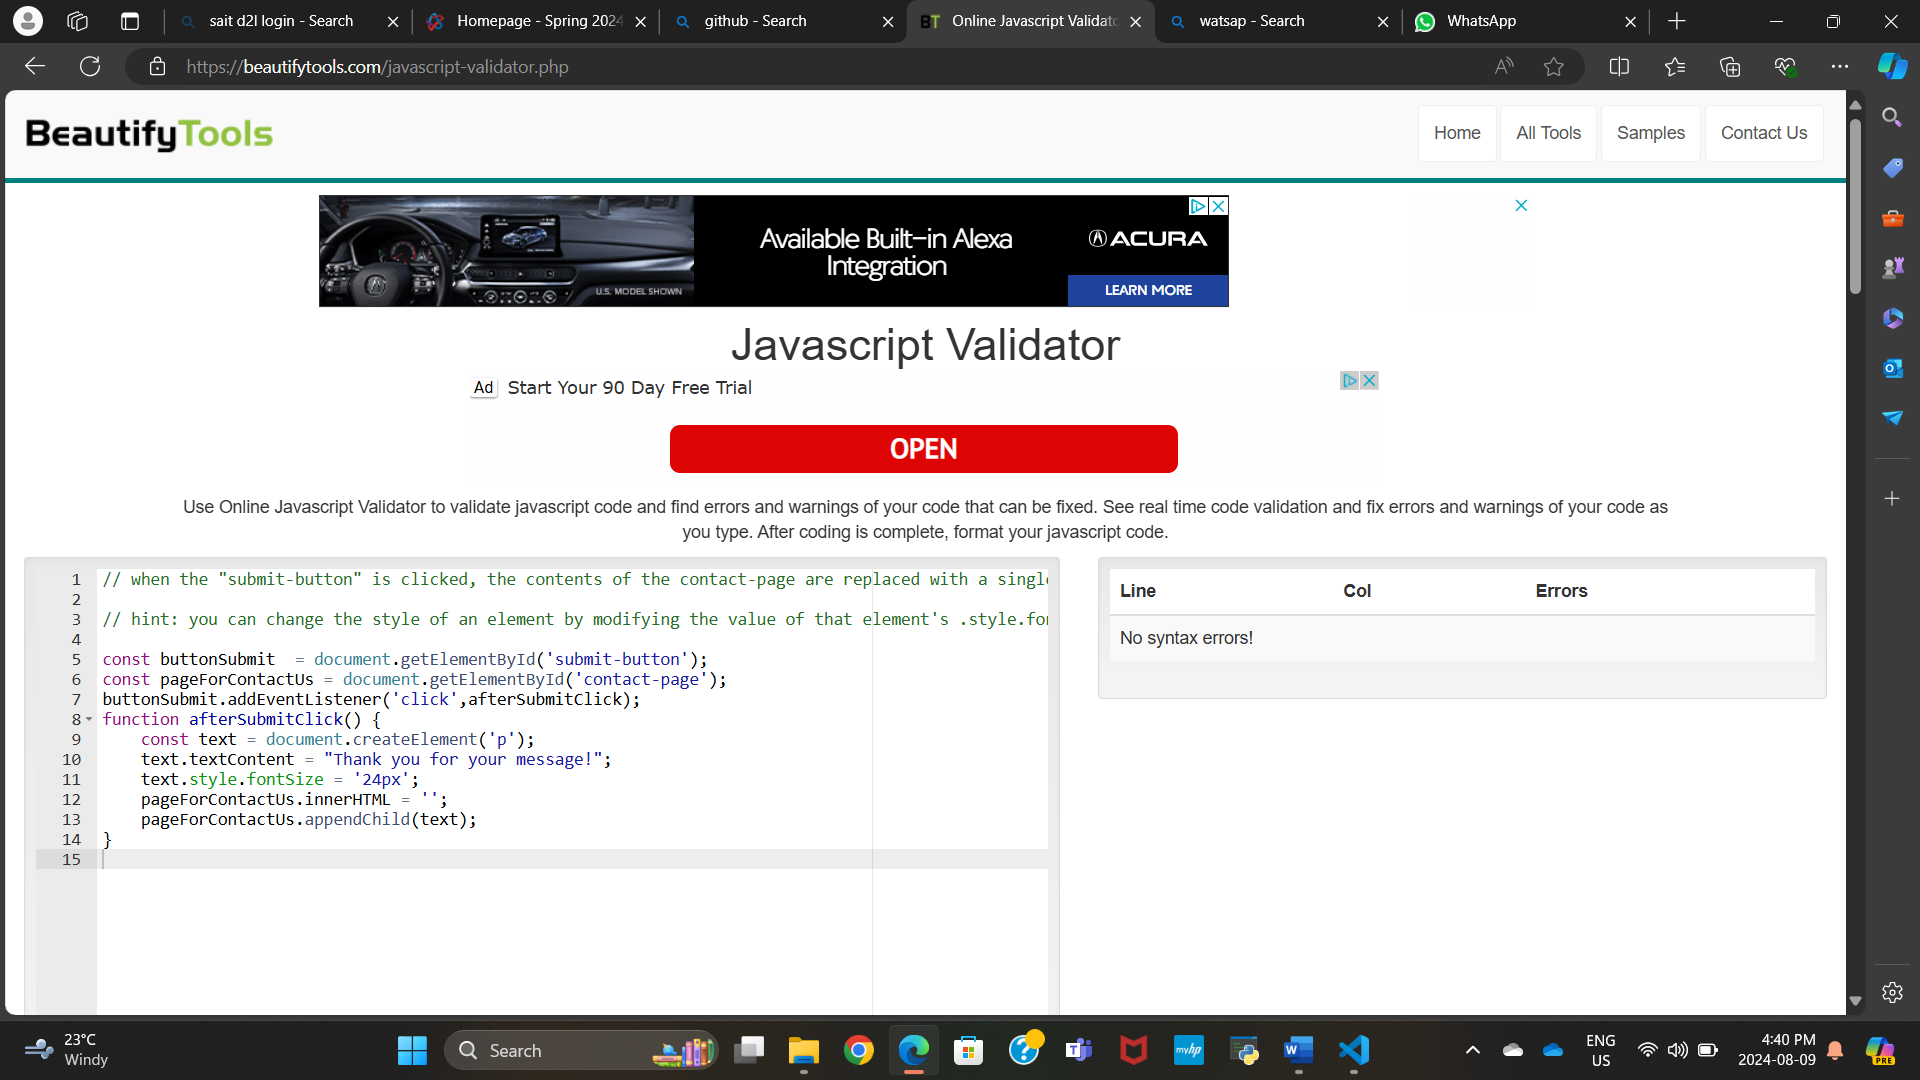 sait d2l login - Search
Homepage - Spring 2024
github - Search
Online Javascript Validato
watsap - Search
WhatsApp
https://beautifytools.com/javascript-validator.php
BeautifyTools
Home
All Tools
Samples
Contact Us
U.S. MODEL SHOWN
Available Built-in Alexa
Integration
ACURA
LEARN MORE
Javascript Validator
Ad Start Your 90 Day Free Trial
OPEN
Use Online Javascript Validator to validate javascript code and find errors and warnings of your code that can be fixed. See real time code validation and fix errors and warnings of your code as
you type. After coding is complete, format your javascript code.
1 // when the "submit-button" is clicked, the contents of the contact-page are replaced with a single
2
3 // hint: you can change the style of an element by modifying the value of that element's .style.fon
4
5 const buttonSubmit  = document.getElementById('submit-button');
6 const pageForContactUs = document.getElementById('contact-page');
7 buttonSubmit.addEventListener('click',afterSubmitClick);
8 function afterSubmitClick() {
9     const text = document.createElement('p');
10     text.textContent = "Thank you for your message!";
11     text.style.fontSize = '24px';
12     pageForContactUs.innerHTML = '';
13     pageForContactUs.appendChild(text);
14 }
15
Line Col Errors
No syntax errors!
23°C
Windy
Search
myhp
ENG
US
4:40 PM
2024-08-09
PRE